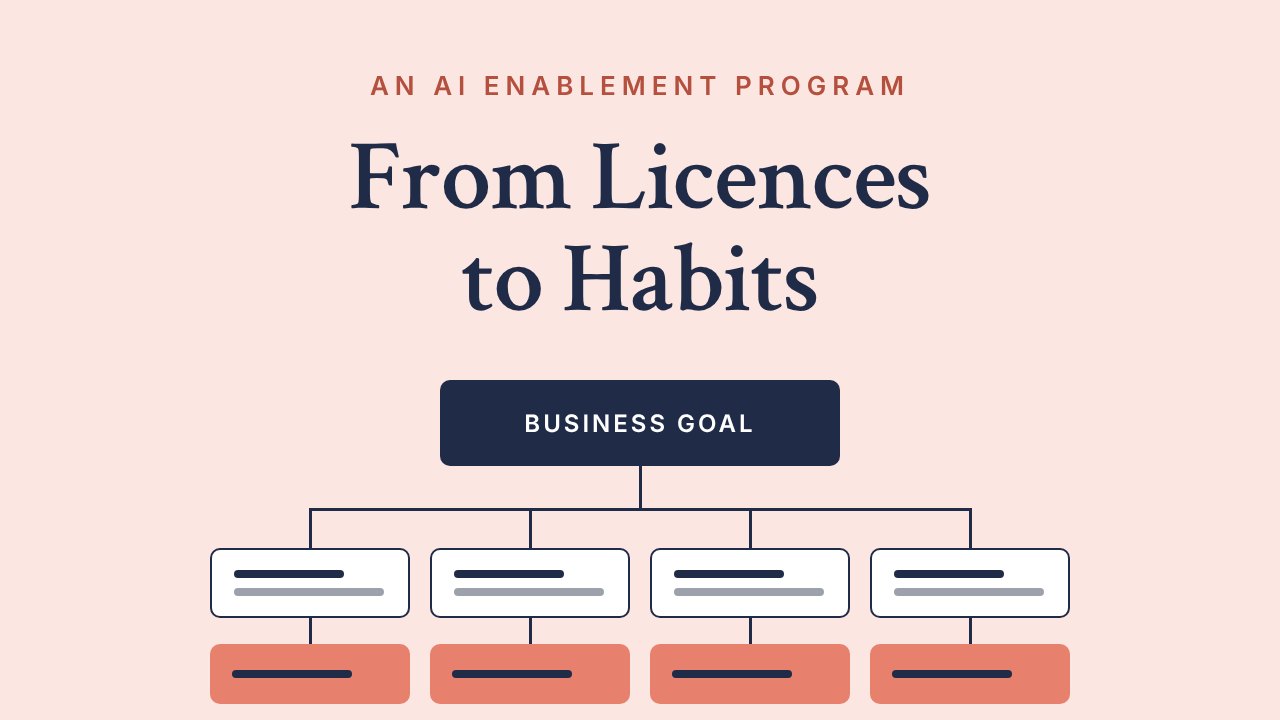 AN AI ENABLEMENT PROGRAM
From Licences
to Habits
BUSINESS GOAL